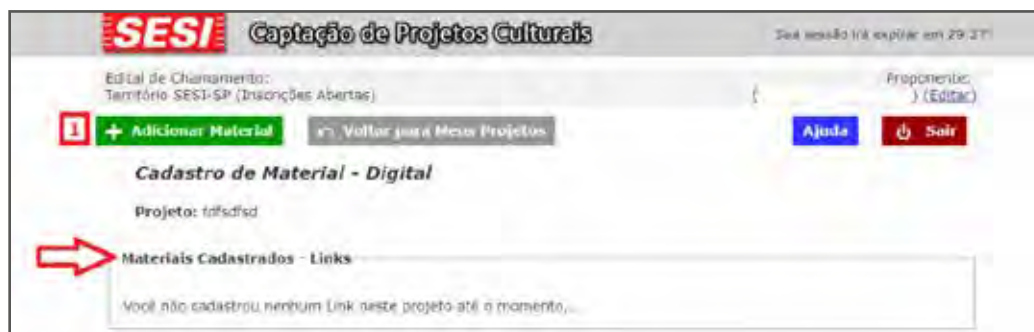 SESI Captação de Projetos Culturais Sua sessão irá expirar em 29:27
Edital de Chamamento: Proponente:
Território SESI-SP (Inscrições Abertas) ( ) (Editar)
1 + Adicionar Material Voltar para Meus Projetos Ajuda Sair
Cadastro de Material - Digital
Projeto: fdfsdfsd
Materiais Cadastrados - Links
Você não cadastrou nenhum Link neste projeto até o momento...